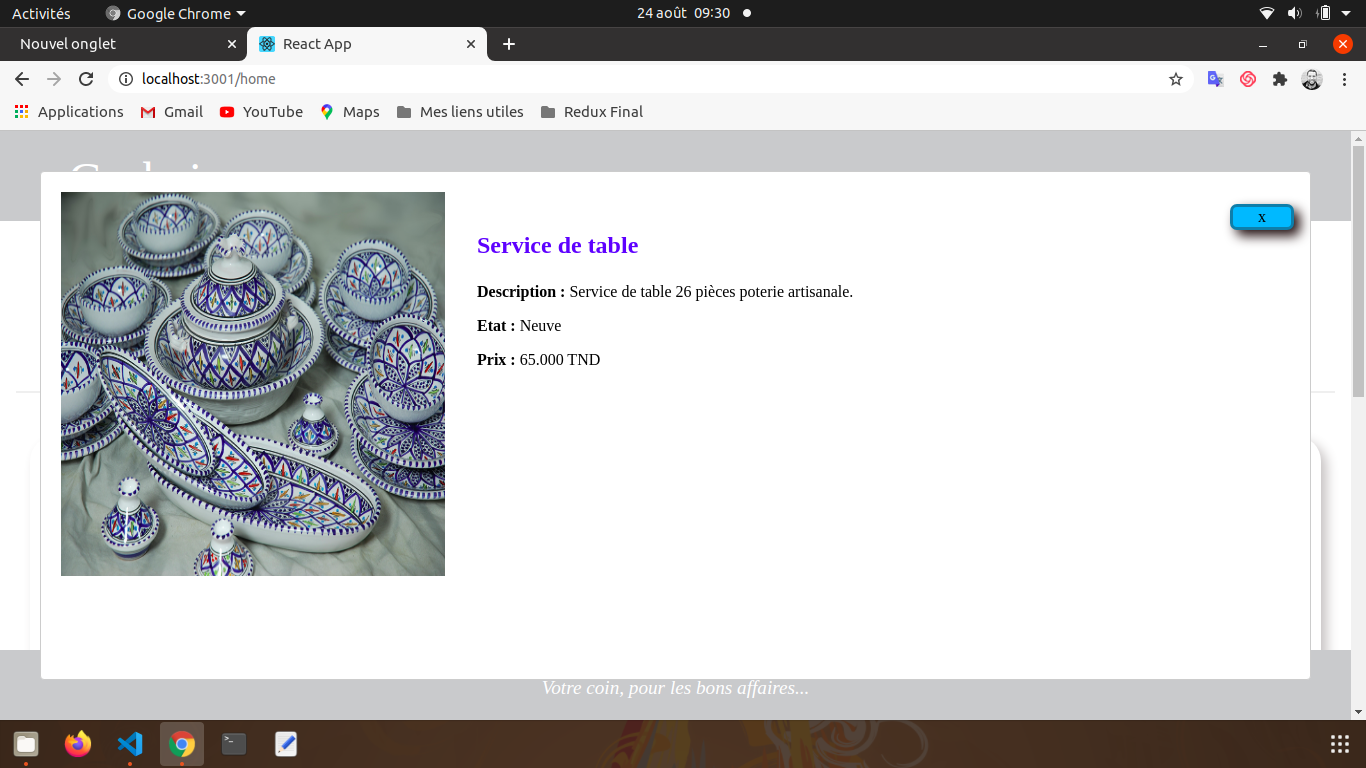 Activités
Google Chrome
24 août 09:30
Nouvel onglet
React App
localhost:3001/home
Applications
Gmail
YouTube
Maps
Mes liens utiles
Redux Final
x
Service de table
Description : Service de table 26 pièces poterie artisanale.
Etat : Neuve
Prix : 65.000 TND
Votre coin, pour les bons affaires...